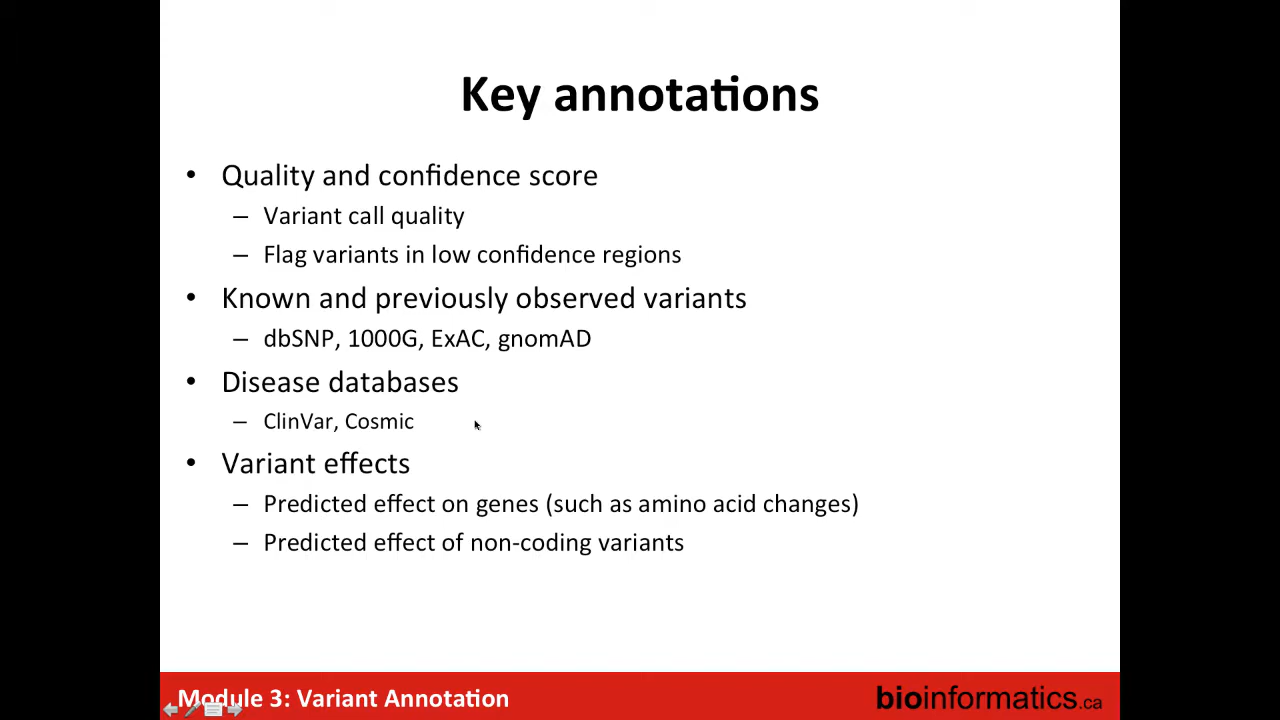 Key annotations
• Quality and confidence score
– Variant call quality
– Flag variants in low confidence regions
• Known and previously observed variants
– dbSNP, 1000G, ExAC, gnomAD
• Disease databases
– ClinVar, Cosmic
• Variant effects
– Predicted effect on genes (such as amino acid changes)
– Predicted effect of non-coding variants
Module 3: Variant Annotation
bioinformatics.ca